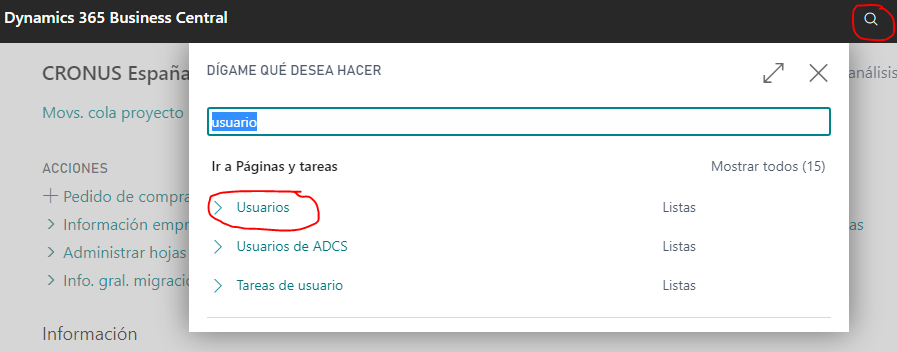 Dynamics 365 Business Central
CRONUS España
DÍGAME QUÉ DESEA HACER
análisis
Movs. cola proyecto
usuario
ACCIONES
Ir a Páginas y tareas
Mostrar todos (15)
Pedido de compra
Usuarios
Listas
Información empr
as
Administrar hojas
Usuarios de ADCS
Listas
Info. gral. migració
Tareas de usuario
Listas
Información